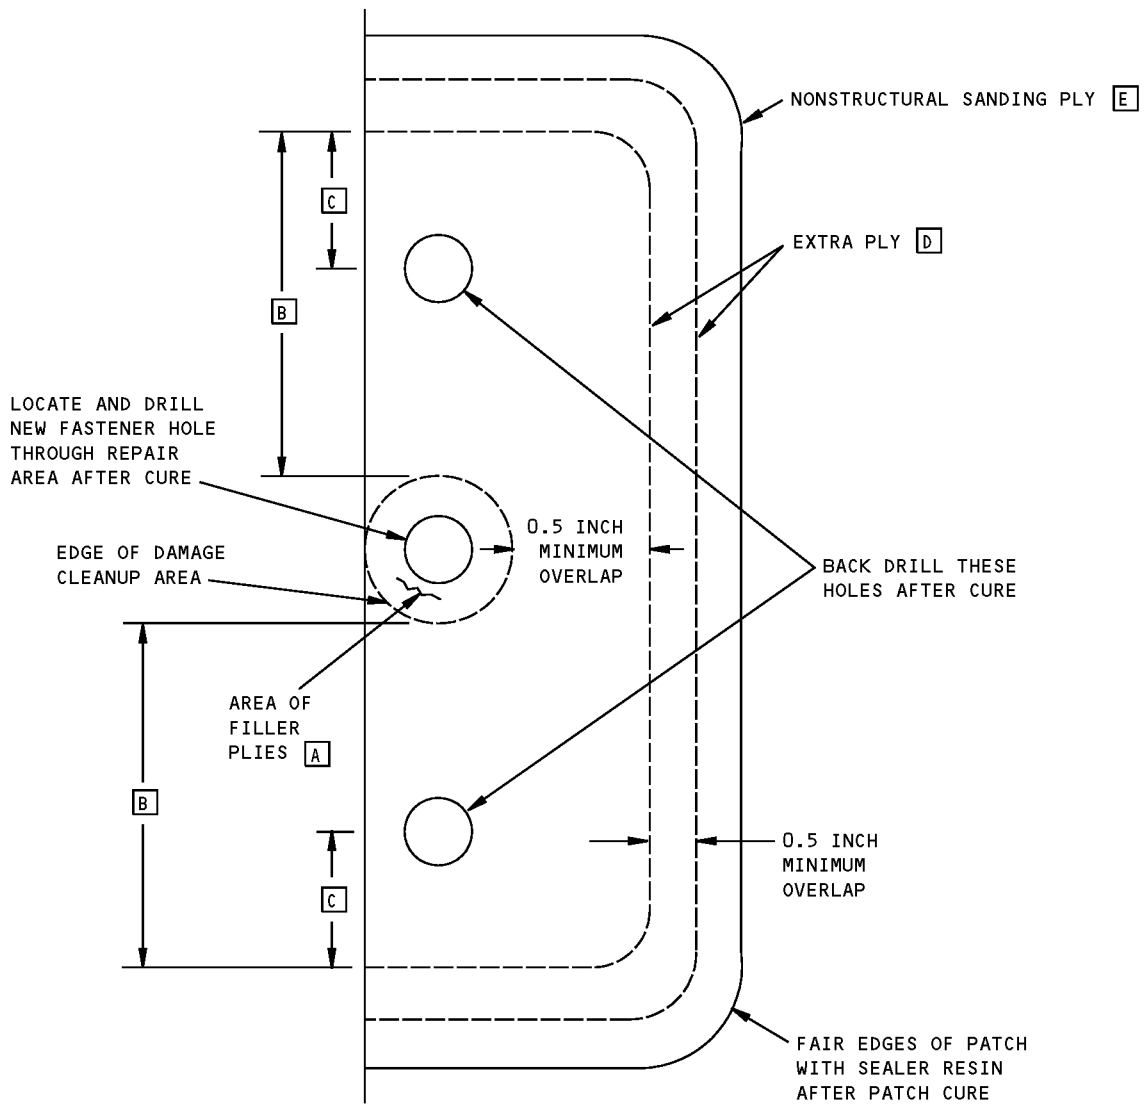 NONSTRUCTURAL SANDING PLY E
C
EXTRA PLY D
B
LOCATE AND DRILL
NEW FASTENER HOLE
THROUGH REPAIR
AREA AFTER CURE
0.5 INCH
MINIMUM
OVERLAP
EDGE OF DAMAGE
CLEANUP AREA
BACK DRILL THESE
HOLES AFTER CURE
AREA OF
FILLER
PLIES A
B
0.5 INCH
MINIMUM
OVERLAP
C
FAIR EDGES OF PATCH
WITH SEALER RESIN
AFTER PATCH CURE